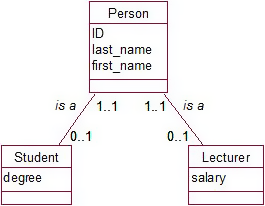 Person
ID
last_name
first_name
is a 1..1 1..1 is a
0..1 0..1
Student Lecturer
degree salary